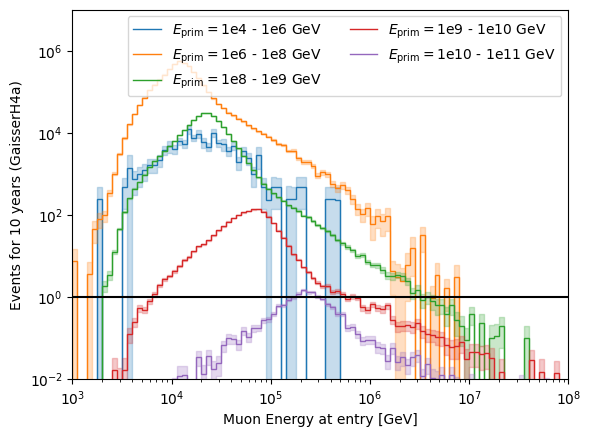 E_prim = 1e4 - 1e6 GeV
E_prim = 1e6 - 1e8 GeV
E_prim = 1e8 - 1e9 GeV
E_prim = 1e9 - 1e10 GeV
E_prim = 1e10 - 1e11 GeV
Events for 10 years (GaisserH4a)
10^6
10^4
10^2
10^0
10^−2
10^3 10^4 10^5 10^6 10^7 10^8
Muon Energy at entry [GeV]